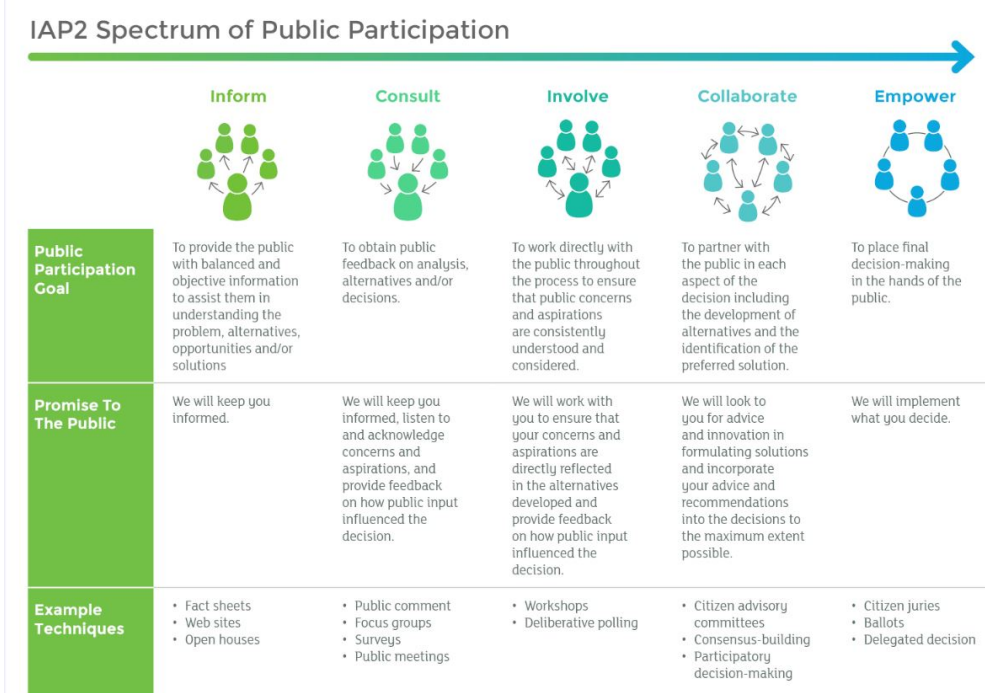 IAP2 Spectrum of Public Participation
Inform
Consult
Involve
Collaborate
Empower
Public
Participation
Goal
To provide the public
with balanced and
objective information
to assist them in
understanding the
problem, alternatives,
opportunities and/or
solutions
To obtain public
feedback on analysis,
alternatives and/or
decisions.
To work directly with
the public throughout
the process to ensure
that public concerns
and aspirations
are consistently
understood and
considered.
To partner with
the public in each
aspect of the
decision including
the development of
alternatives and the
identification of the
preferred solution.
To place final
decision-making
in the hands of the
public.
Promise To
The Public
We will keep you
informed.
We will keep you
informed, listen to
and acknowledge
concerns and
aspirations, and
provide feedback
on how public input
influenced the
decision.
We will work with
you to ensure that
your concerns and
aspirations are
directly reflected
in the alternatives
developed and
provide feedback
on how public input
influenced the
decision.
We will look to
you for advice
and innovation in
formulating solutions
and incorporate
your advice and
recommendations
into the decisions to
the maximum extent
possible.
We will implement
what you decide.
Example
Techniques
• Fact sheets
• Web sites
• Open houses
• Public comment
• Focus groups
• Surveys
• Public meetings
• Workshops
• Deliberative polling
• Citizen advisory
committees
• Consensus-building
• Participatory
decision-making
• Citizen juries
• Ballots
• Delegated decision